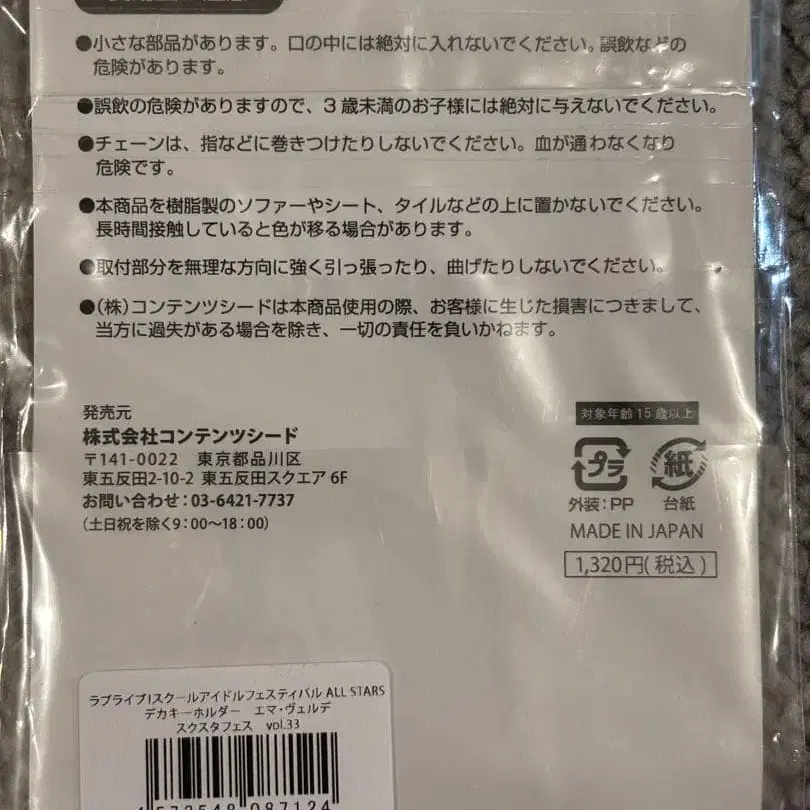 ●小さな部品があります。口の中には絶対に入れないでください。誤飲などの
危険があります。
●誤飲の危険がありますので、3歳未満のお子様には絶対に与えないでください。
●チェーンは、指などに巻きつけたりしないでください。血が通わなくなり
危険です。
●本商品を樹脂製のソファーやシート、タイルなどの上に置かないでください。
長時間接触していると色が移る場合があります。
●取付部分を無理な方向に強く引っ張ったり、曲げたりしないでください。
●(株)コンテンツシードは本商品使用の際、お客様に生じた損害につきまして、
当方に過失がある場合を除き、一切の責任を負いかねます。
発売元
株式会社コンテンツシード
〒141-0022 東京都品川区
東五反田2-10-2 東五反田スクエア 6F
お問い合わせ:03-6421-7737
(土日祝を除く9:00〜18:00)
対象年齢15歳以上
プラ 紙
外装:PP 台紙
MADE IN JAPAN
1,320円(税込)
ラブライブ!スクールアイドルフェスティバル ALL STARS
デカキーホルダー エマ・ヴェルデ
スクスタフェス vol.33
4 573548 087124